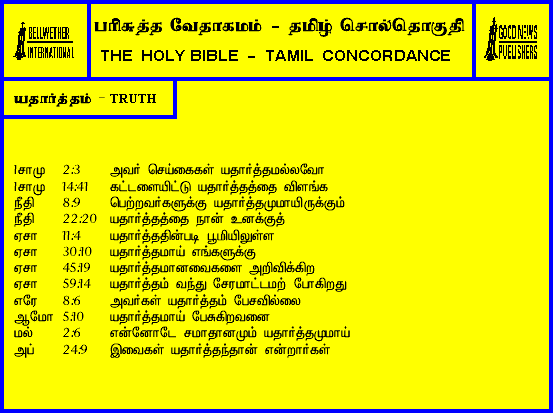 BELLWETHER
INTERNATIONAL
பரிசுத்த வேதாகமம் - தமிழ் சொல்தொகுதி
THE HOLY BIBLE - TAMIL CONCORDANCE
GOOD NEWS
PUBLISHERS
யதார்த்தம் - TRUTH
1சாமு 2:3 அவர் செய்கைகள் யதார்த்தமல்லவோ
1சாமு 14:41 கட்டளையிட்டு யதார்த்தத்தை விளங்க
நீதி 8:9 பெற்றவர்களுக்கு யதார்த்தமுமாயிருக்கும்
நீதி 22:20 யதார்த்தத்தை நான் உனக்குத்
ஏசா 11:4 யதார்த்ததின்படி பூமியிலுள்ள
ஏசா 30:10 யதார்த்தமாய் எங்களுக்கு
ஏசா 45:19 யதார்த்தமானவைகளை அறிவிக்கிற
ஏசா 59:14 யதார்த்தம் வந்து சேரமாட்டமற் போகிறது
எரே 8:6 அவர்கள் யதார்த்தம் பேசவில்லை
ஆமோ 5:10 யதார்த்தமாய் பேசுகிறவனை
மல் 2:6 என்னோடே சமாதானமும் யதார்த்தமுமாய்
அப் 24:9 இவைகள் யதார்த்தந்தான் என்றார்கள்